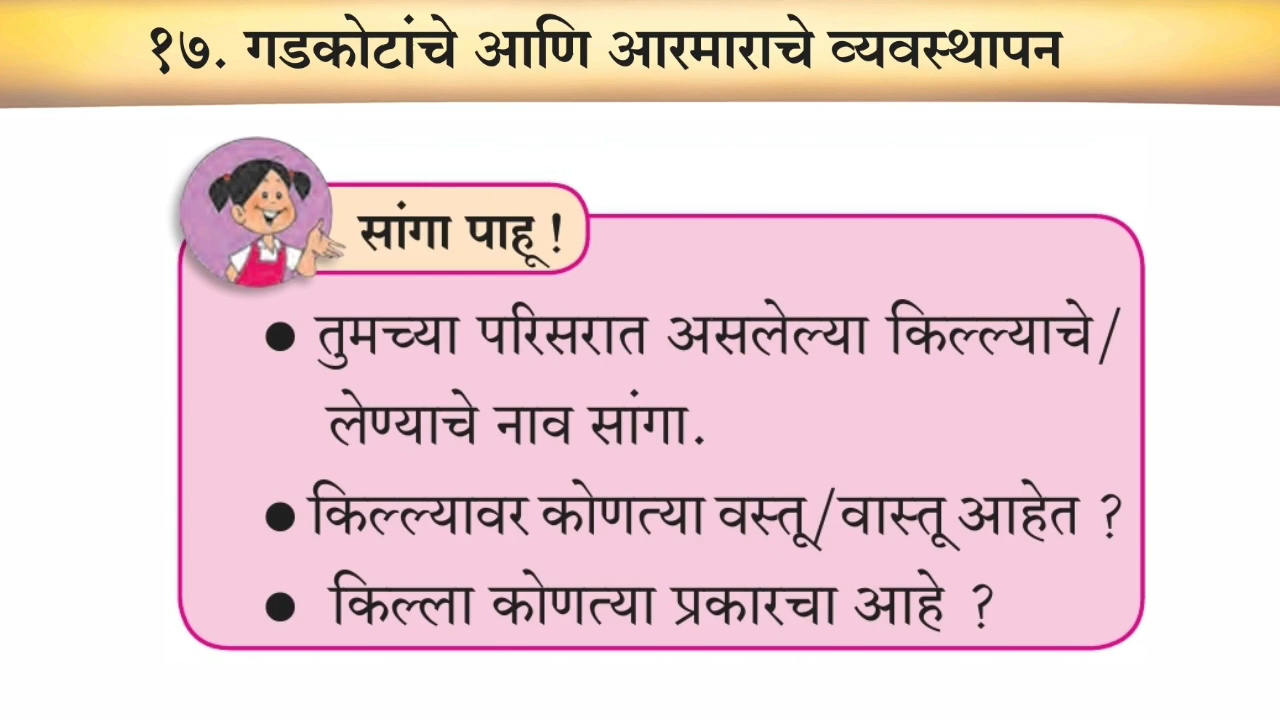 १७. गडकोटांचे आणि आरमाराचे व्यवस्थापन
सांगा पाहू !
● तुमच्या परिसरात असलेल्या किल्ल्याचे/
लेण्याचे नाव सांगा.
● किल्ल्यावर कोणत्या वस्तू/वास्तू आहेत ?
● किल्ला कोणत्या प्रकारचा आहे ?